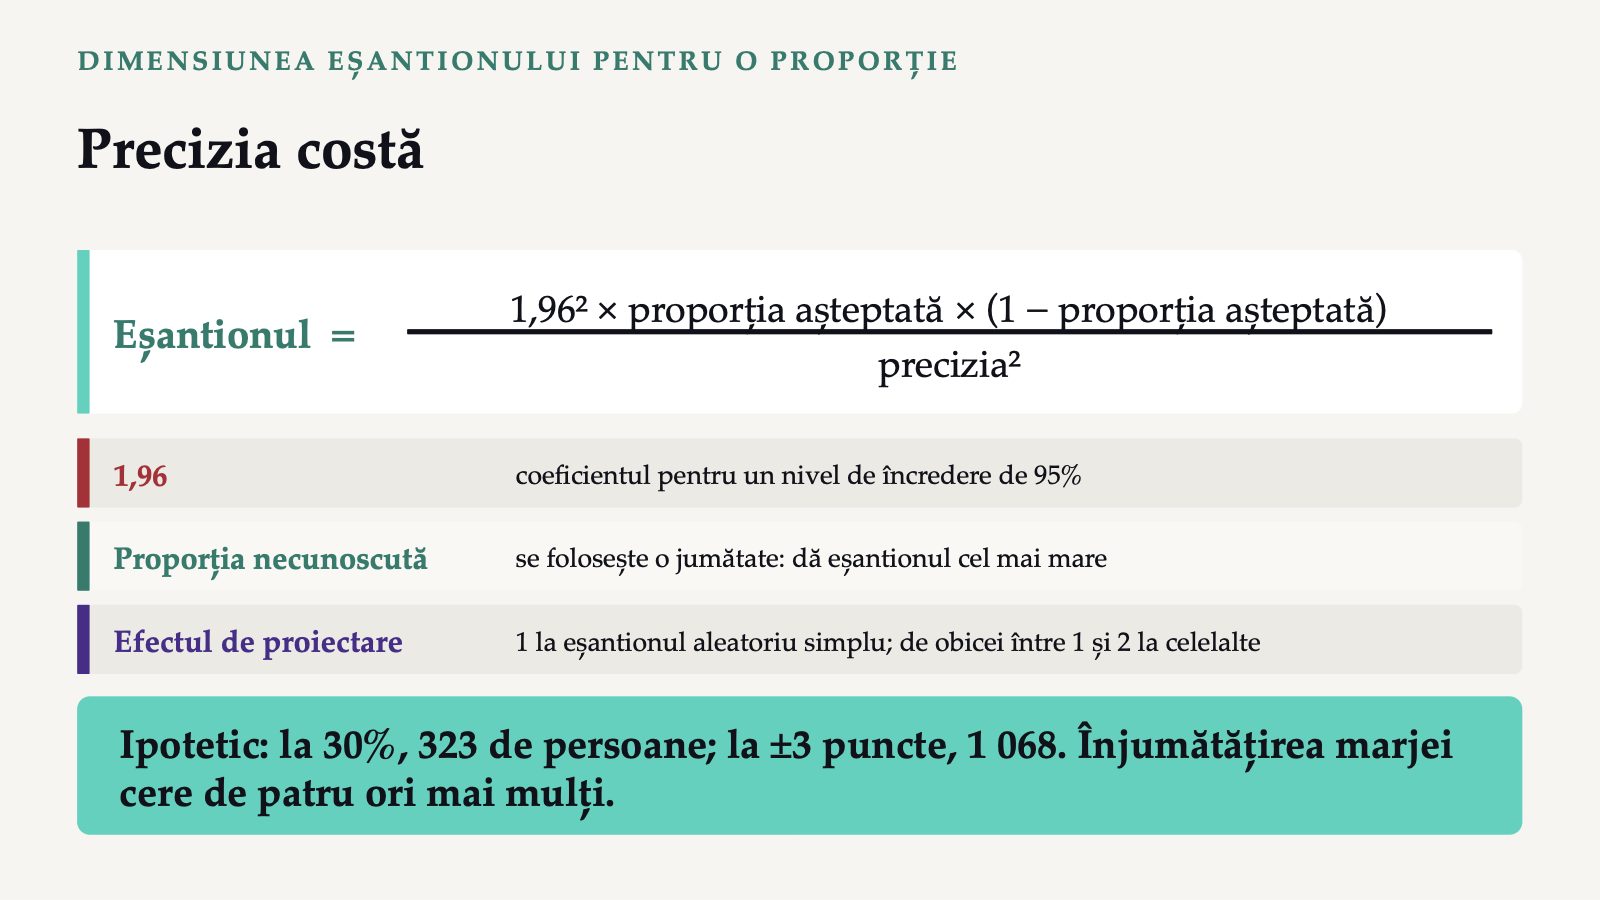 DIMENSIUNEA EȘANTIONULUI PENTRU O PROPORȚIE
Precizia costă
Eșantionul =
1,96² × proporția așteptată × (1 – proporția așteptată)
precizia²
1,96
coeficientul pentru un nivel de încredere de 95%
Proporția necunoscută
se folosește o jumătate: dă eșantionul cel mai mare
Efectul de proiectare
1 la eșantionul aleatoriu simplu; de obicei între 1 și 2 la celelalte
Ipotetic: la 30%, 323 de persoane; la ±3 puncte, 1 068. Înjumătățirea marjei
cere de patru ori mai mulți.